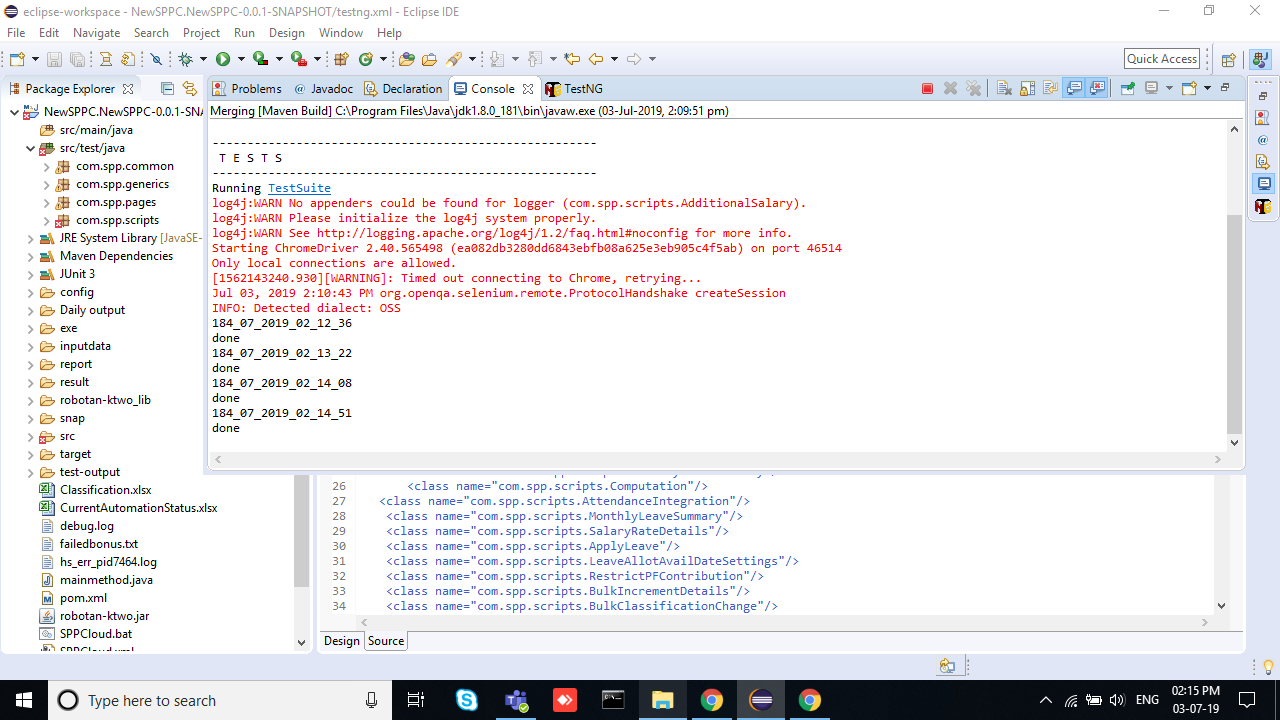 eclipse-workspace - NewSPPC.NewSPPC-0.0.1-SNAPSHOT/testng.xml - Eclipse IDE
File Edit Navigate Search Project Run Design Window Help
Quick Access
Package Explorer
Problems Javadoc Declaration Console TestNG
NewSPPC.NewSPPC-0.0.1-SNA
src/main/java
src/test/java
com.spp.common
com.spp.generics
com.spp.pages
com.spp.scripts
JRE System Library [JavaSE-
Maven Dependencies
JUnit 3
config
Daily output
exe
inputdata
report
result
robotan-ktwo_lib
snap
src
target
test-output
Classification.xlsx
CurrentAutomationStatus.xlsx
debug.log
failedbonus.txt
hs_err_pid7464.log
mainmethod.java
pom.xml
robotan-ktwo.jar
SPPCloud.bat
SPPCloud.xml
Merging [Maven Build] C:\Program Files\Java\jdk1.8.0_181\bin\javaw.exe (03-Jul-2019, 2:09:51 pm)
-------------------------------------------------------
T E S T S
-------------------------------------------------------
Running TestSuite
log4j:WARN No appenders could be found for logger (com.spp.scripts.AdditionalSalary).
log4j:WARN Please initialize the log4j system properly.
log4j:WARN See http://logging.apache.org/log4j/1.2/faq.html#noconfig for more info.
Starting ChromeDriver 2.40.565498 (ea082db3280dd6843ebfb08a625e3eb905c4f5ab) on port 46514
Only local connections are allowed.
[1562143240.930][WARNING]: Timed out connecting to Chrome, retrying...
Jul 03, 2019 2:10:43 PM org.openqa.selenium.remote.ProtocolHandshake createSession
INFO: Detected dialect: OSS
184_07_2019_02_12_36
done
184_07_2019_02_13_22
done
184_07_2019_02_14_08
done
184_07_2019_02_14_51
done
26 <class name="com.spp.scripts.Computation"/>
27 <class name="com.spp.scripts.AttendanceIntegration"/>
28 <class name="com.spp.scripts.MonthlyLeaveSummary"/>
29 <class name="com.spp.scripts.SalaryRateDetails"/>
30 <class name="com.spp.scripts.ApplyLeave"/>
31 <class name="com.spp.scripts.LeaveAllotAvailDateSettings"/>
32 <class name="com.spp.scripts.RestrictPFContribution"/>
33 <class name="com.spp.scripts.BulkIncrementDetails"/>
34 <class name="com.spp.scripts.BulkClassificationChange"/>
Design Source
Type here to search
ENG
02:15 PM
03-07-19